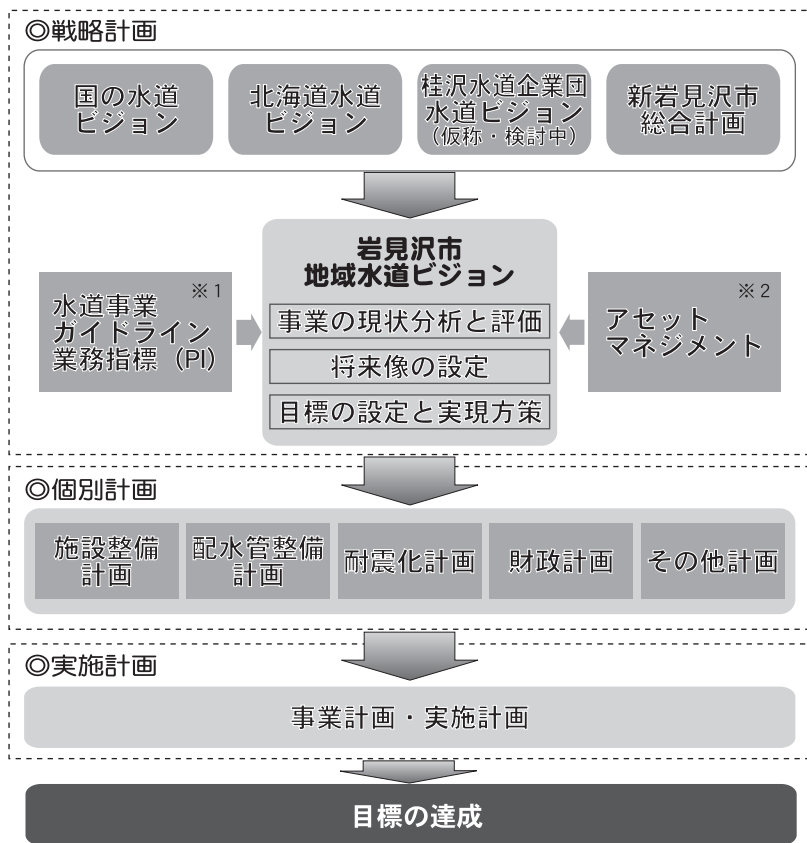 ◎戦略計画
国の水道
ビジョン
北海道水道
ビジョン
桂沢水道企業団
水道ビジョン
(仮称・検討中)
新岩見沢市
総合計画
岩見沢市
地域水道ビジョン
※1
水道事業
ガイドライン
業務指標（PI）
事業の現状分析と評価
将来像の設定
目標の設定と実現方策
※2
アセット
マネジメント
◎個別計画
施設整備
計画
配水管整備
計画
耐震化計画
財政計画
その他計画
◎実施計画
事業計画・実施計画
目標の達成